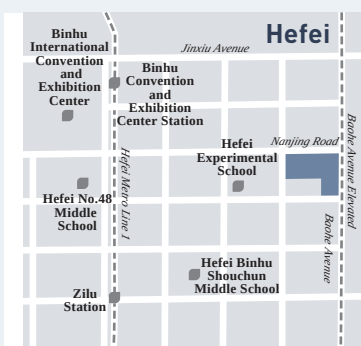 Hefei
Binhu
International
Convention
and
Exhibition
Center
Jinxiu Avenue
Binhu
Convention
and
Exhibition
Center Station
Hefei
Experimental
School
Nanjing Road
Baohe Avenue Elevated
Hefei Metro Line 1
Hefei No.48
Middle
School
Baohe Avenue
Hefei Binhu
Shouchun
Middle School
Zilu
Station